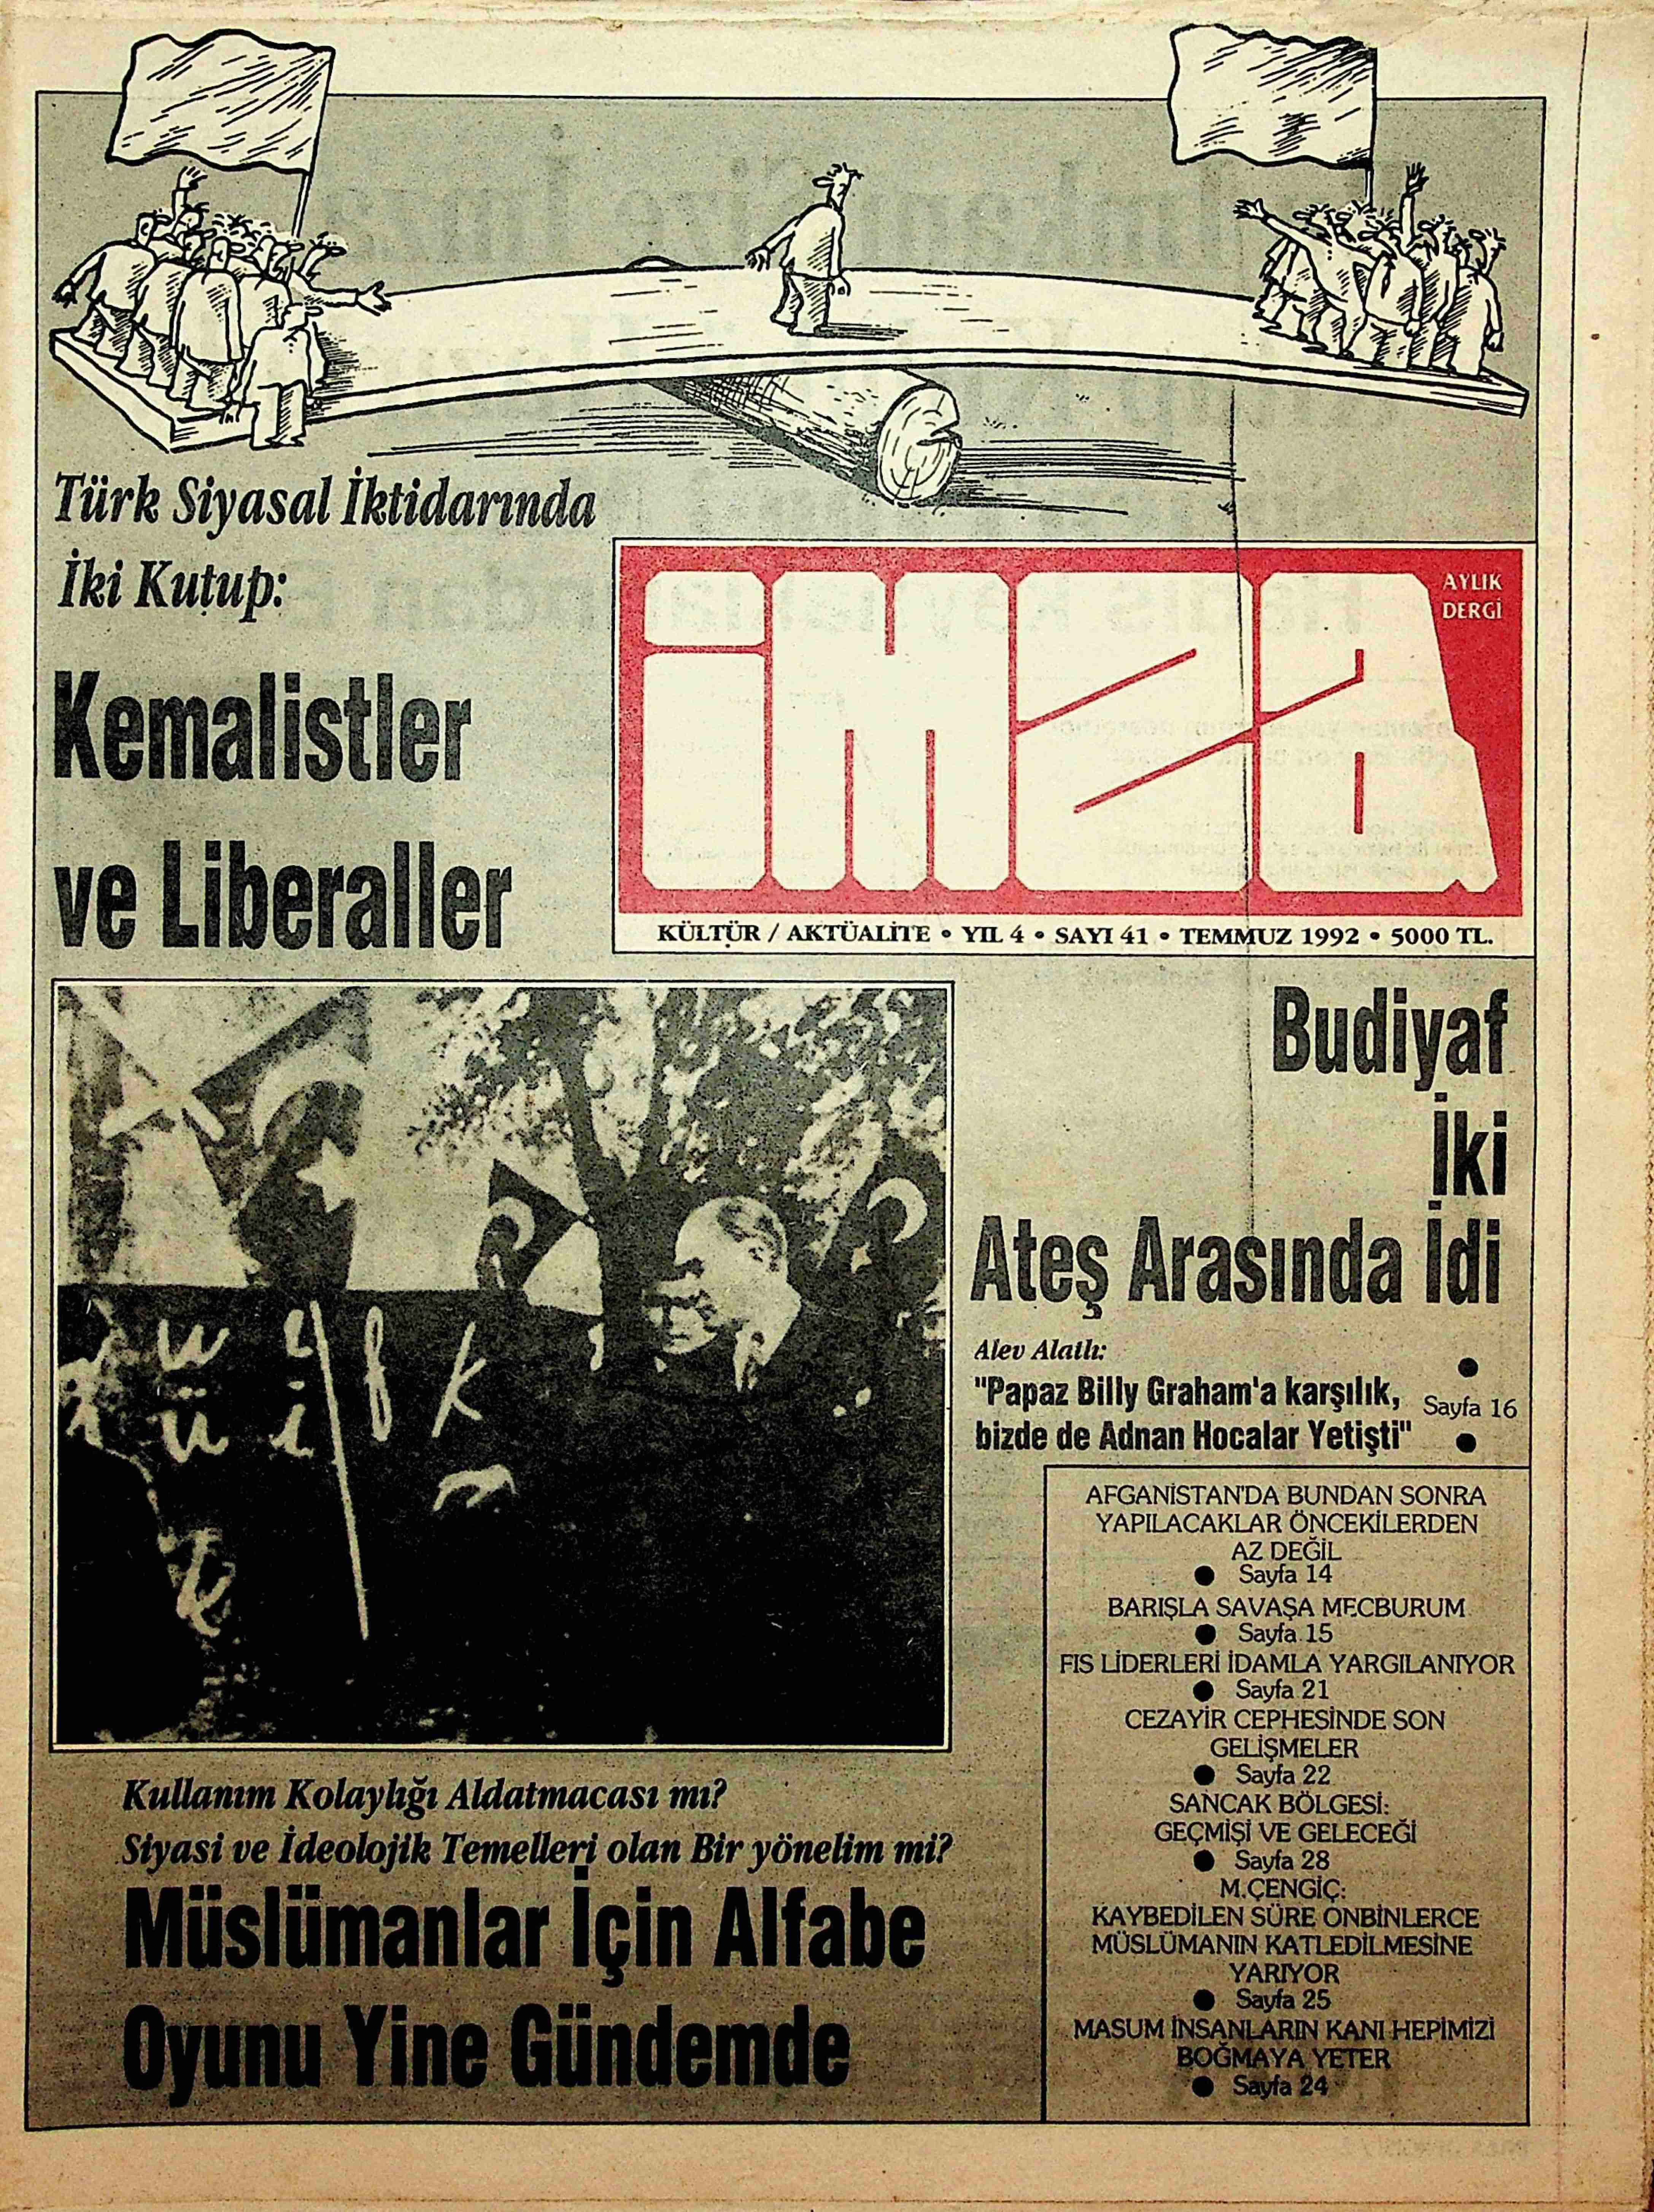 Türk Siyasal İktidarında
İki Kutup:
Kemalistler
ve Liberaller
imza
AYLIK
DERGİ
KÜLTÜR / AKTÜALİTE • YIL 4 • SAYI 41 • TEMMUZ 1992 • 5000 TL.
Budiyaf
İki
Ateş Arasında İdi
Alev Alatlı:
"Papaz Billy Graham'a karşılık,
bizde de Adnan Hocalar Yetişti"
● Sayfa 16 ●
ü i f k
AFGANİSTAN'DA BUNDAN SONRA
YAPILACAKLAR ÖNCEKİLERDEN
AZ DEĞİL
● Sayfa 14
BARIŞLA SAVAŞA MECBURUM
● Sayfa 15
FIS LİDERLERİ İDAMLA YARGILANIYOR
● Sayfa 21
CEZAYİR CEPHESİNDE SON
GELİŞMELER
● Sayfa 22
SANCAK BÖLGESİ:
GEÇMİŞİ VE GELECEĞİ
● Sayfa 28
M.ÇENGİÇ:
KAYBEDİLEN SÜRE ONBİNLERCE
MÜSLÜMANIN KATLEDİLMESİNE
YARIYOR
● Sayfa 25
MASUM İNSANLARIN KANI HEPİMİZİ
BOĞMAYA YETER
● Sayfa 24
Kullanım Kolaylığı Aldatmacası mı?
Siyasi ve İdeolojik Temelleri olan Bir yönelim mi?
Müslümanlar İçin Alfabe
Oyunu Yine Gündemde